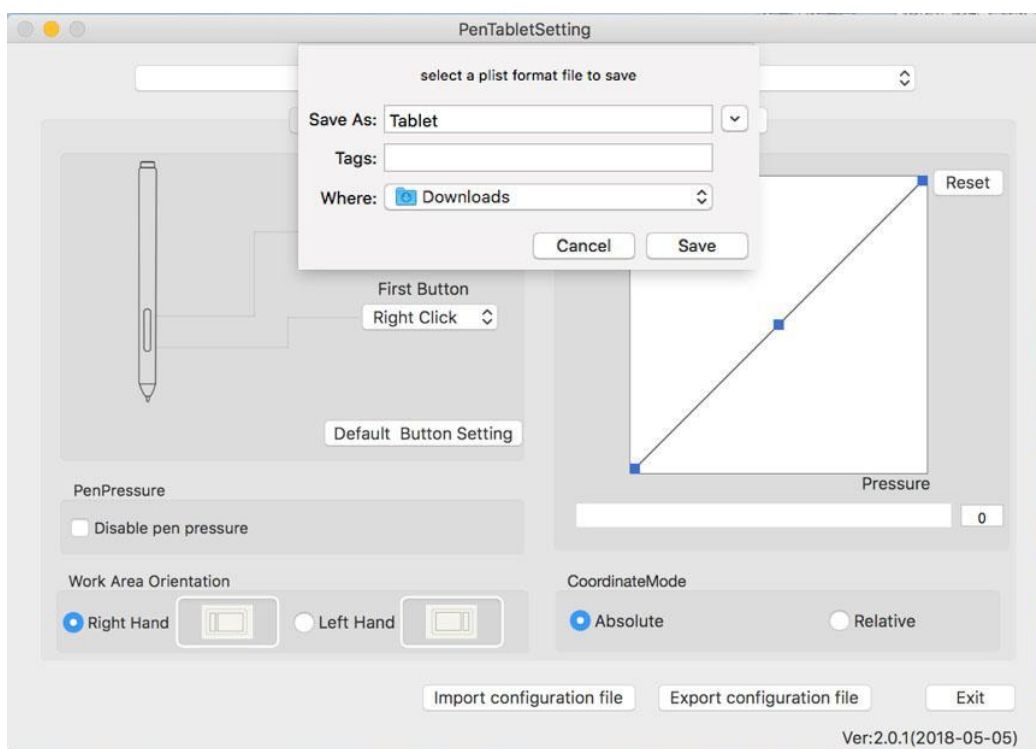 PenTabletSetting
select a plist format file to save
Save As: Tablet
Tags:
Where: Downloads
Cancel Save
Reset
First Button
Right Click
Default Button Setting
Pressure
0
PenPressure
Disable pen pressure
Work Area Orientation
Right Hand Left Hand
CoordinateMode
Absolute Relative
Import configuration file Export configuration file Exit
Ver:2.0.1(2018-05-05)